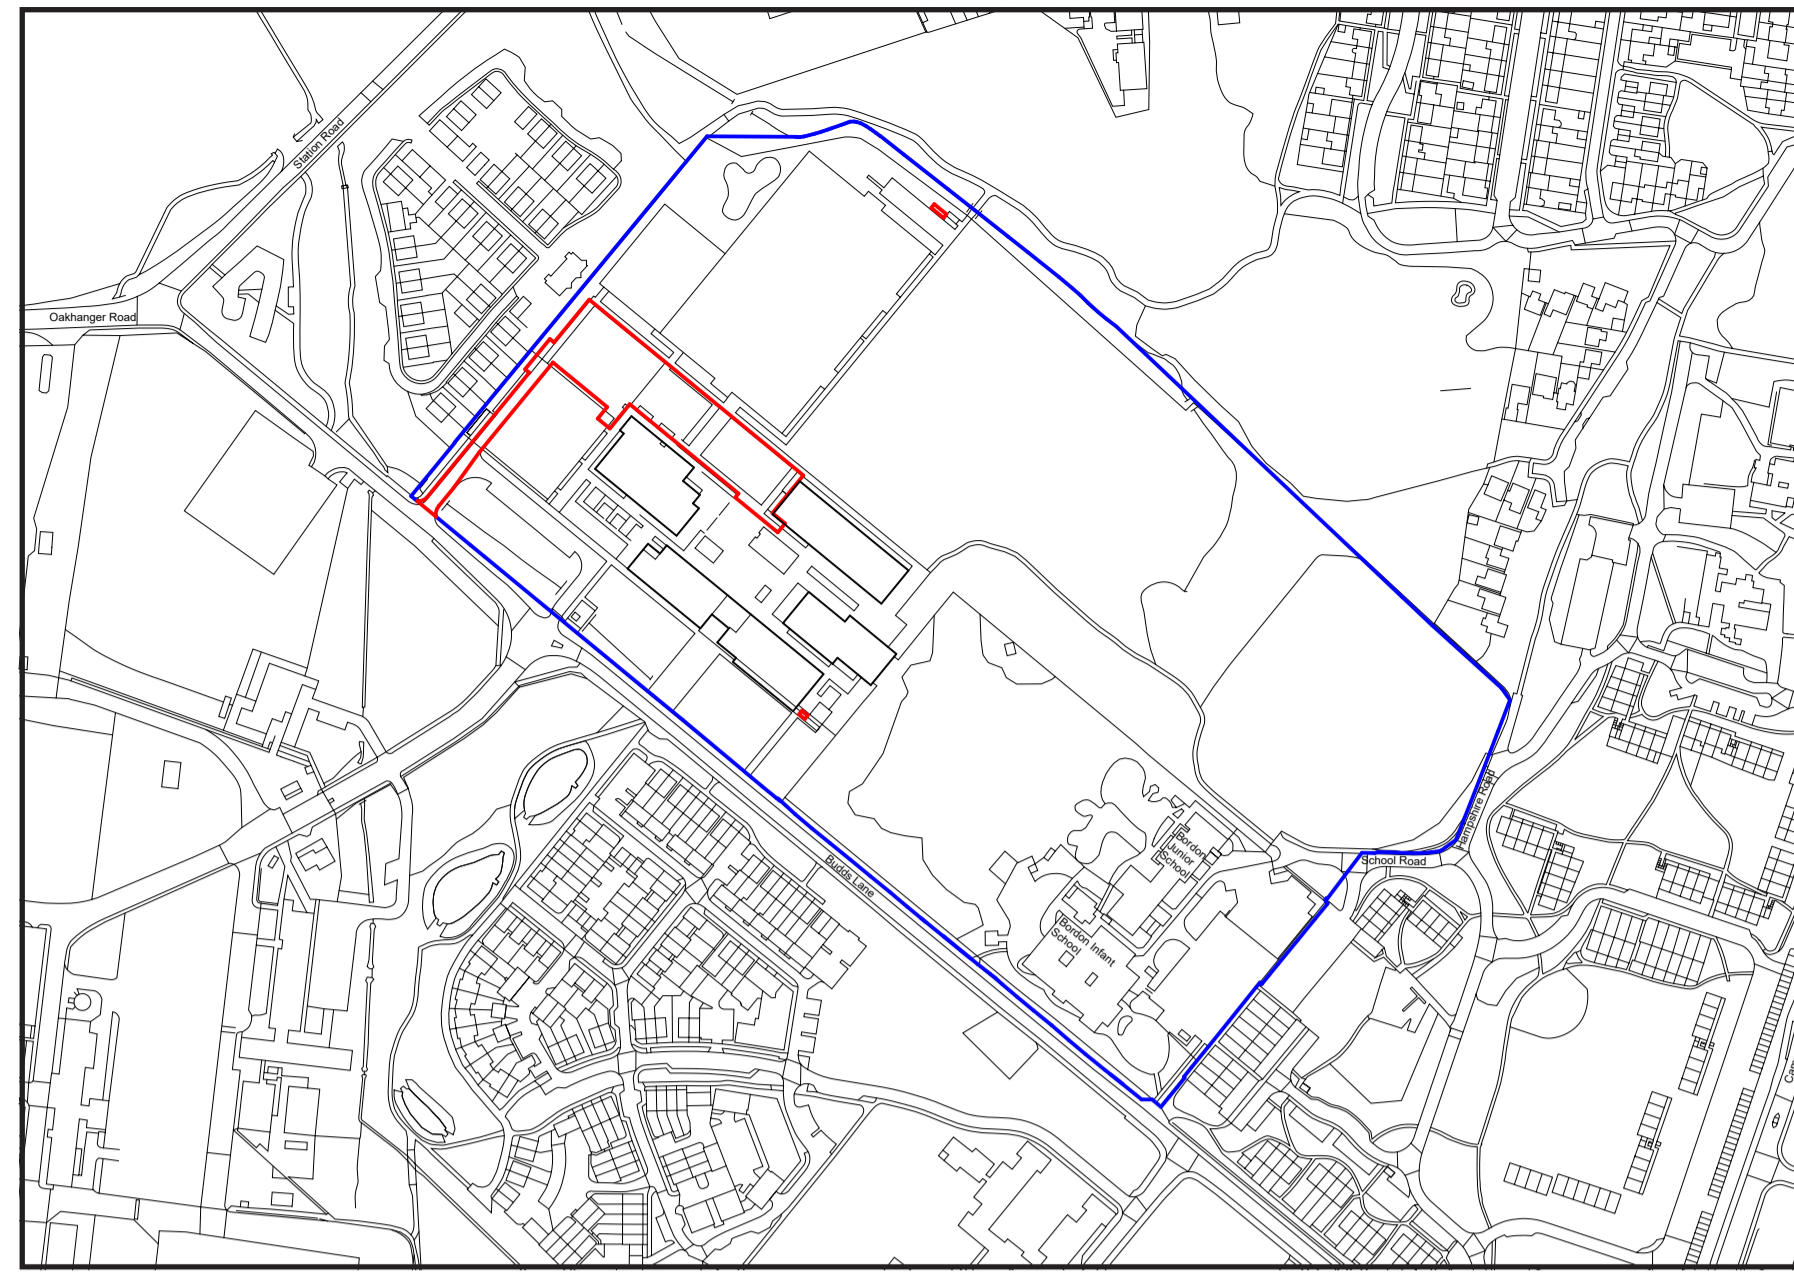 Station Road
Oakhanger Road
Hampshire Road
School Road
Bordon
Junior
School
Budds Lane
Bordon Infant
School